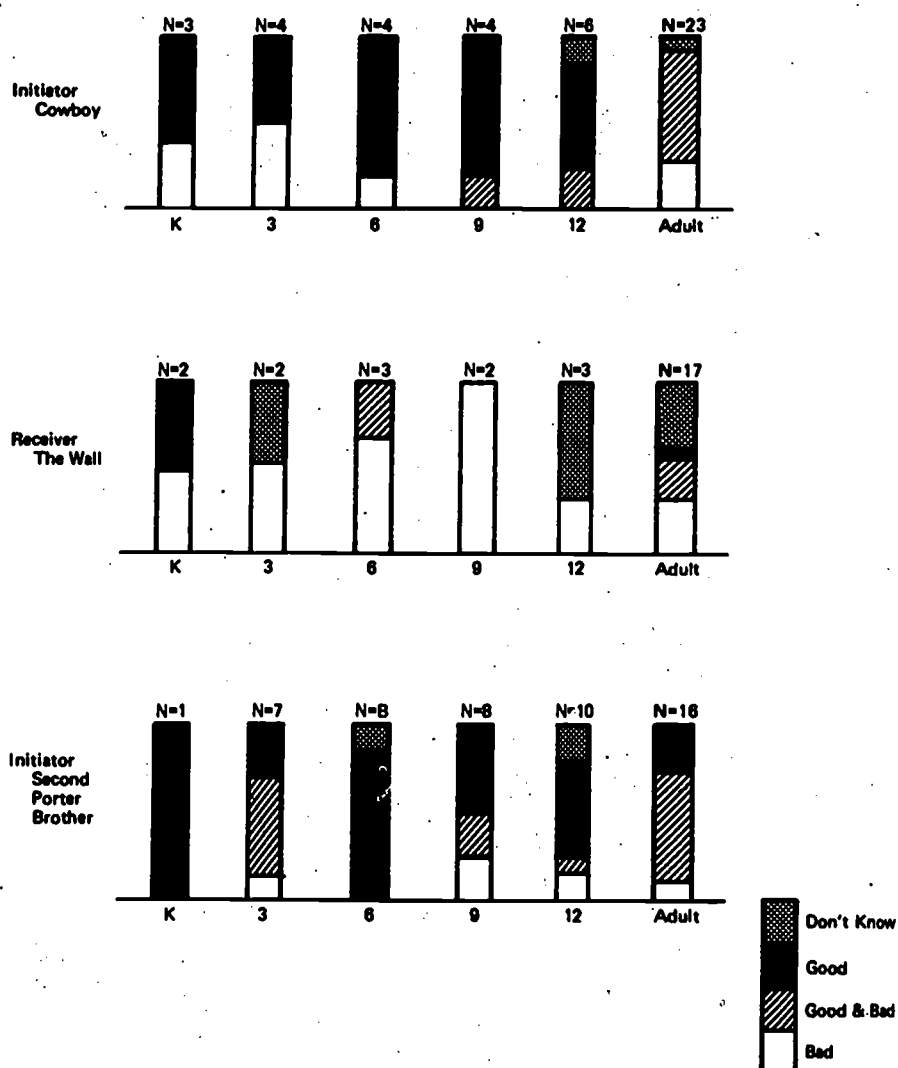 N=3 N=4 N=4 N=4 N=6 N=23
Initiator
Cowboy
K 3 6 9 12 Adult
N=2 N=2 N=3 N=2 N=3 N=17
Receiver
The Wall
K 3 6 9 12 Adult
N=1 N=7 N=8 N=8 N=10 N=16
Initiator
Second
Porter
Brother
K 3 6 9 12 Adult
Don't Know
Good
Good & Bad
Bad